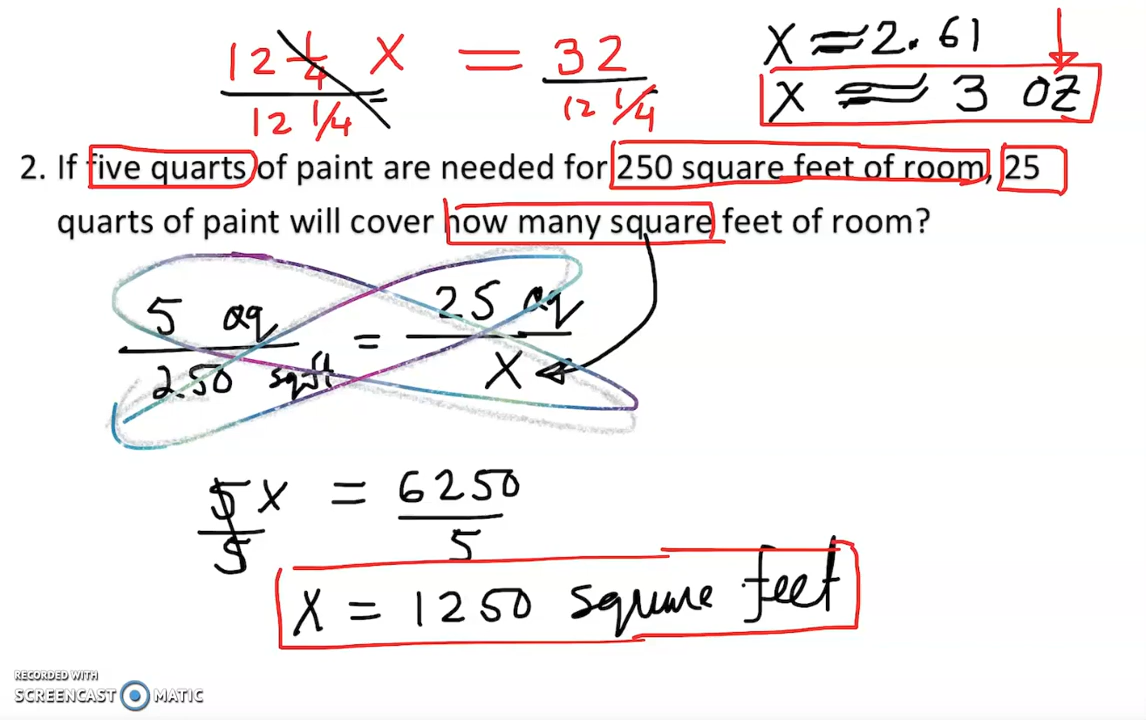 12 1/4 X = 32
12 1/4 12 1/4
X ≈ 2.61
X ≈ 3 OZ
2. If five quarts of paint are needed for 250 square feet of room, 25
quarts of paint will cover how many square feet of room?
5 qq = 25 qq
250 sqft X
5X = 6250
5 5
X = 1250 square feet
RECORDED WITH
SCREENCAST MATIC